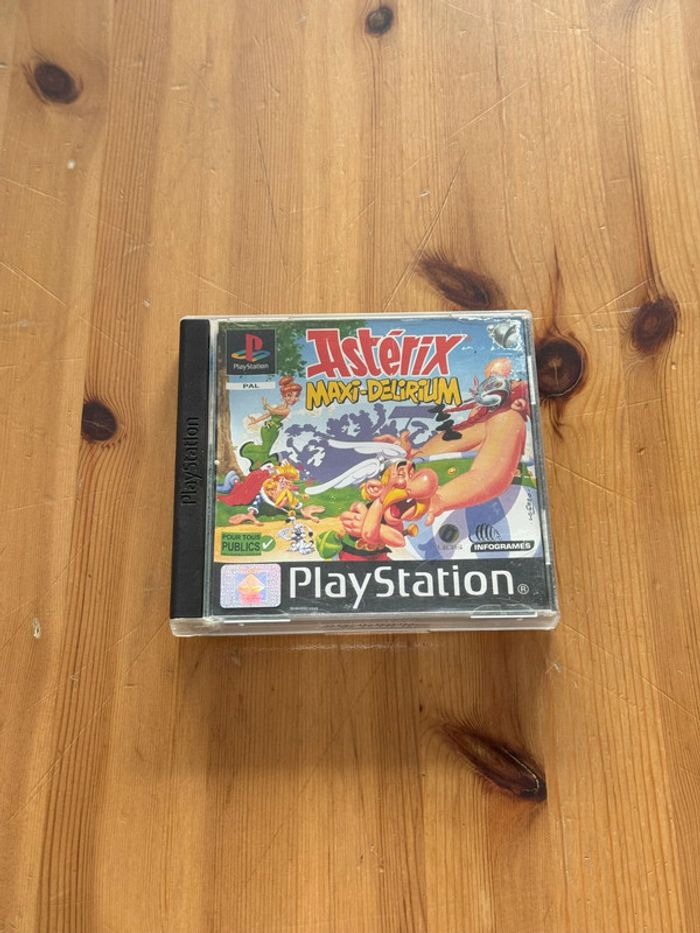 PlayStation
PlayStation
PAL
Astérix
MAXI-DELIRIUM
POUR TOUS
PUBLICS
INFOGRAMES
PlayStation®